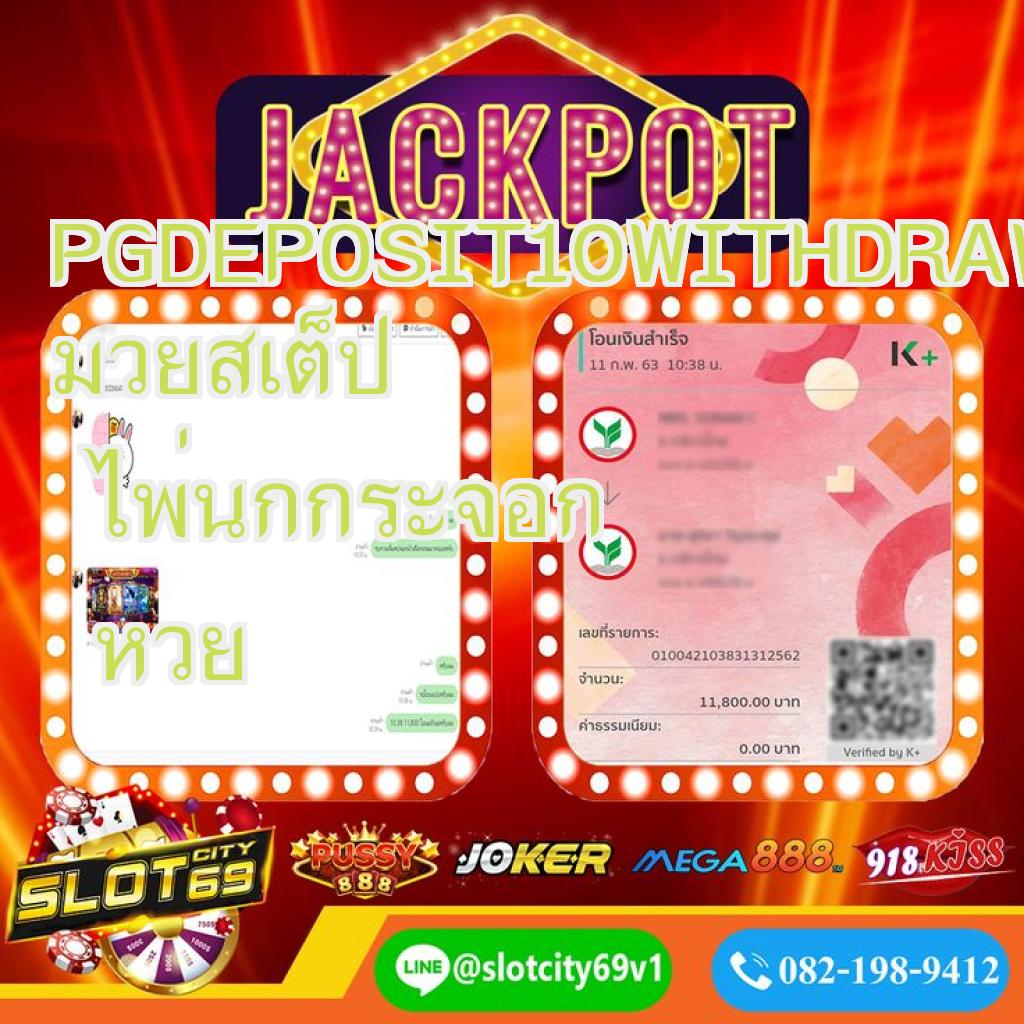 JACKPOT
PGDEPOSIT10WITHDRAW
มวยสเต็ป
ไพ่นกกระจอก
หวย
โอนเงินสำเร็จ
11 ก.พ. 63 10:38 น.
K+
เลขที่รายการ:
010042103831312562
จำนวน:
11,800.00 บาท
ค่าธรรมเนียม:
0.00 บาท
Verified by K+
SLOT CITY 69
PUSSY 888
JOKER
MEGA888
918KISS
LINE @slotcity69v1
082-198-9412